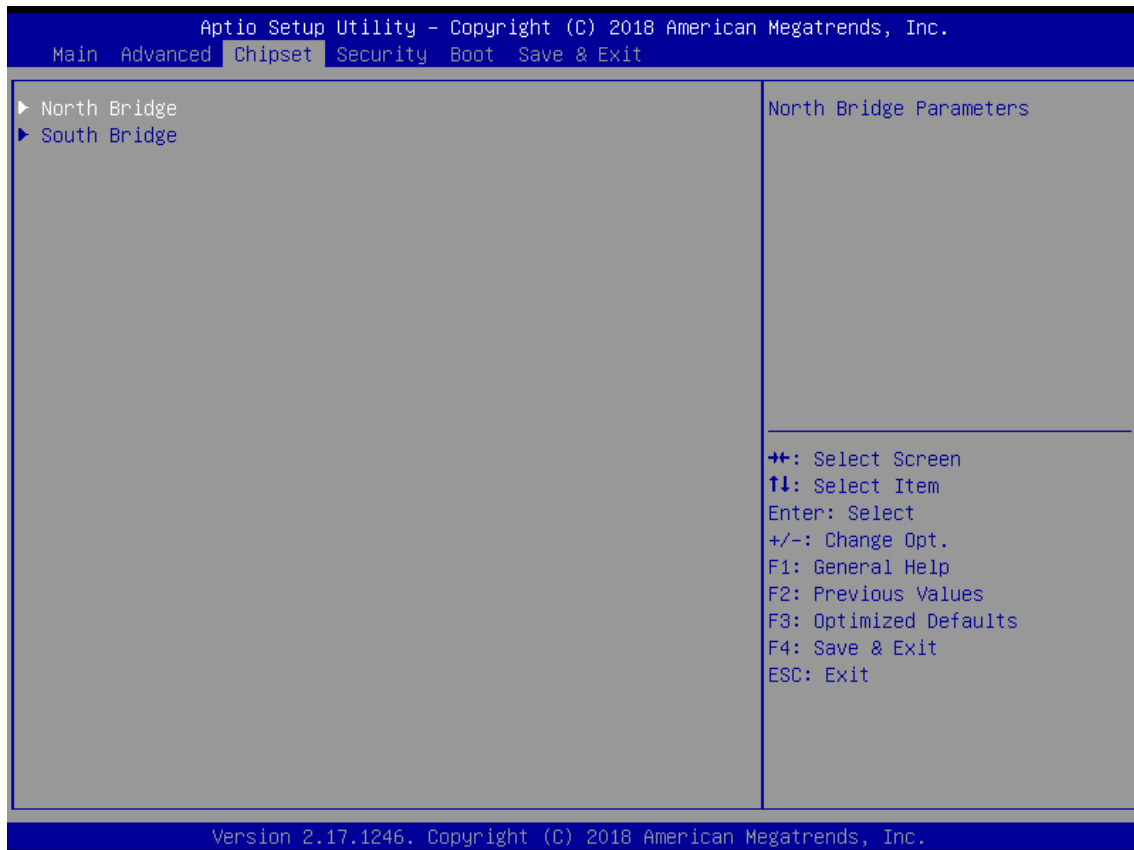 Aptio Setup Utility – Copyright (C) 2018 American Megatrends, Inc.
Main Advanced Chipset Security Boot Save & Exit
► North Bridge
► South Bridge
North Bridge Parameters
→←: Select Screen
↑↓: Select Item
Enter: Select
+/-: Change Opt.
F1: General Help
F2: Previous Values
F3: Optimized Defaults
F4: Save & Exit
ESC: Exit
Version 2.17.1246. Copyright (C) 2018 American Megatrends, Inc.